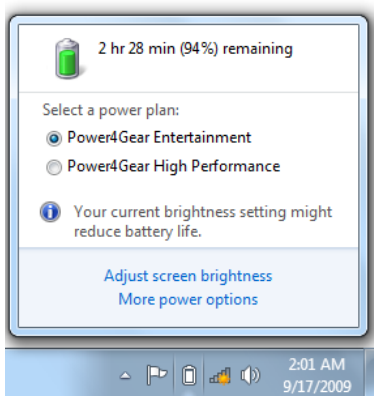 2 hr 28 min (94%) remaining
Select a power plan:
Power4Gear Entertainment
Power4Gear High Performance
Your current brightness setting might
reduce battery life.
Adjust screen brightness
More power options
2:01 AM
9/17/2009